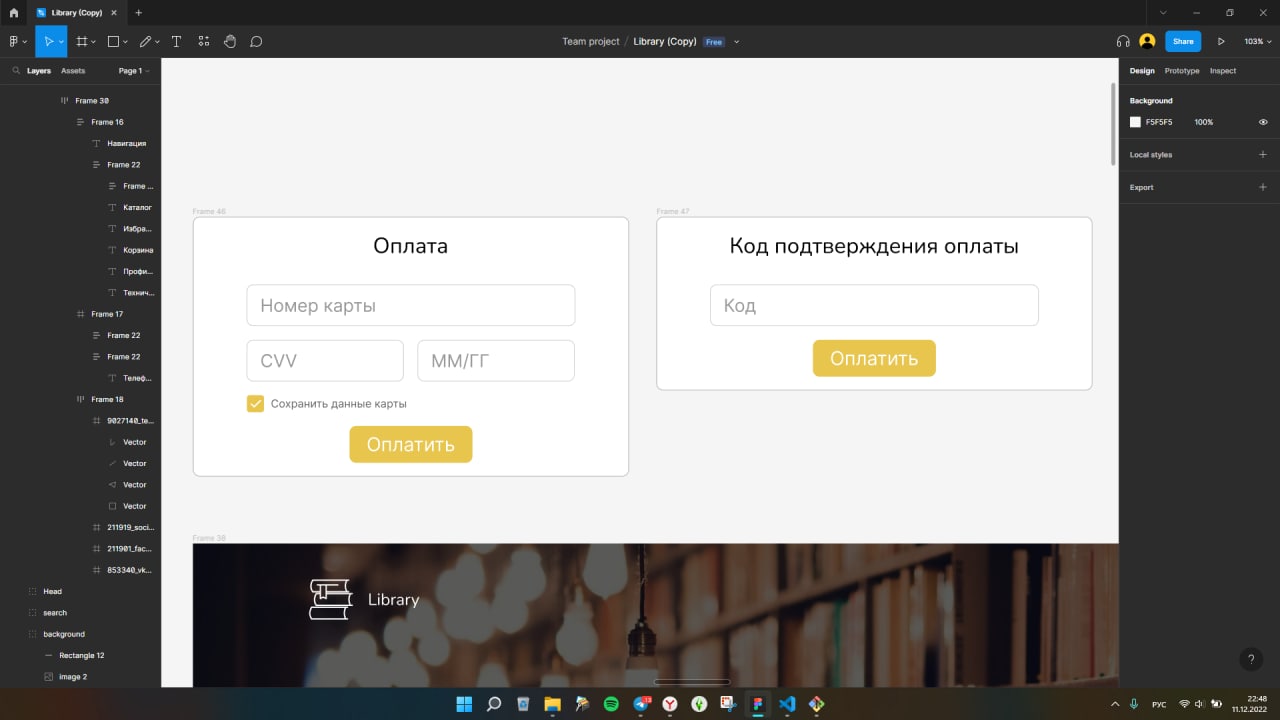 Library (Copy)
Team project / Library (Copy) Free
Share
103%
Layers Assets Page 1
Design Prototype Inspect
Frame 30
Frame 16
Навигация
Frame 22
Frame ...
Каталог
Избра...
Корзина
Профи...
Технич...
Frame 17
Frame 22
Frame 22
Телеф...
Frame 18
9027140_te...
Vector
Vector
Vector
Vector
211919_soci...
211901_fac...
853340_vk...
Head
search
background
Rectangle 12
image 2
Frame 46
Оплата
Номер карты
CVV
ММ/ГГ
Сохранить данные карты
Оплатить
Frame 47
Код подтверждения оплаты
Код
Оплатить
Frame 38
Library
Background
F5F5F5 100%
Local styles
Export
?
13
РУС
22:48
11.12.2022